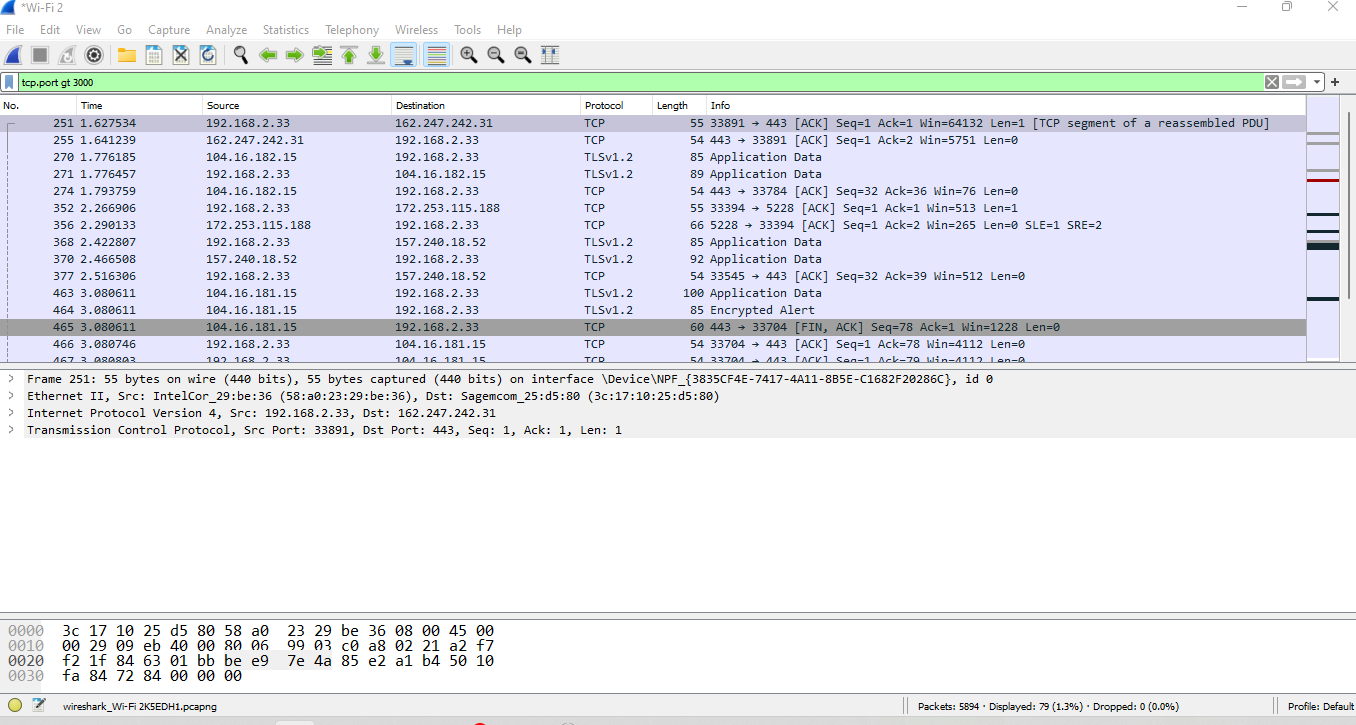 *Wi-Fi 2
File Edit View Go Capture Analyze Statistics Telephony Wireless Tools Help
tcp.port gt 3000
No. Time Source Destination Protocol Length Info
251 1.627534 192.168.2.33 162.247.242.31 TCP 55 33891 → 443 [ACK] Seq=1 Ack=1 Win=64132 Len=1 [TCP segment of a reassembled PDU]
255 1.641239 162.247.242.31 192.168.2.33 TCP 54 443 → 33891 [ACK] Seq=1 Ack=2 Win=5751 Len=0
270 1.776185 104.16.182.15 192.168.2.33 TLSv1.2 85 Application Data
271 1.776457 192.168.2.33 104.16.182.15 TLSv1.2 89 Application Data
274 1.793759 104.16.182.15 192.168.2.33 TCP 54 443 → 33784 [ACK] Seq=32 Ack=36 Win=76 Len=0
352 2.266906 192.168.2.33 172.253.115.188 TCP 55 33394 → 5228 [ACK] Seq=1 Ack=1 Win=513 Len=1
356 2.290133 172.253.115.188 192.168.2.33 TCP 66 5228 → 33394 [ACK] Seq=1 Ack=2 Win=265 Len=0 SLE=1 SRE=2
368 2.422807 192.168.2.33 157.240.18.52 TLSv1.2 85 Application Data
370 2.466508 157.240.18.52 192.168.2.33 TLSv1.2 92 Application Data
377 2.516306 192.168.2.33 157.240.18.52 TCP 54 33545 → 443 [ACK] Seq=32 Ack=39 Win=512 Len=0
463 3.080611 104.16.181.15 192.168.2.33 TLSv1.2 100 Application Data
464 3.080611 104.16.181.15 192.168.2.33 TLSv1.2 85 Encrypted Alert
465 3.080611 104.16.181.15 192.168.2.33 TCP 60 443 → 33704 [FIN, ACK] Seq=78 Ack=1 Win=1228 Len=0
466 3.080746 192.168.2.33 104.16.181.15 TCP 54 33704 → 443 [ACK] Seq=1 Ack=78 Win=4112 Len=0
467 3.080803 192.168.2.33 104.16.181.15 TCP 54 33704 → 443 [ACK] Seq=1 Ack=79 Win=4112 Len=0
Frame 251: 55 bytes on wire (440 bits), 55 bytes captured (440 bits) on interface \Device\NPF_{3835CF4E-7417-4A11-8B5E-C1682F20286C}, id 0
Ethernet II, Src: IntelCor_29:be:36 (58:a0:23:29:be:36), Dst: Sagemcom_25:d5:80 (3c:17:10:25:d5:80)
Internet Protocol Version 4, Src: 192.168.2.33, Dst: 162.247.242.31
Transmission Control Protocol, Src Port: 33891, Dst Port: 443, Seq: 1, Ack: 1, Len: 1
0000 3c 17 10 25 d5 80 58 a0 23 29 be 36 08 00 45 00
0010 00 29 09 eb 40 00 80 06 99 03 c0 a8 02 21 a2 f7
0020 f2 1f 84 63 01 bb be e9 7e 4a 85 e2 a1 b4 50 10
0030 fa 84 72 84 00 00 00
wireshark_Wi-Fi 2K5EDH1.pcapng Packets: 5894 · Displayed: 79 (1.3%) · Dropped: 0 (0.0%) Profile: Default